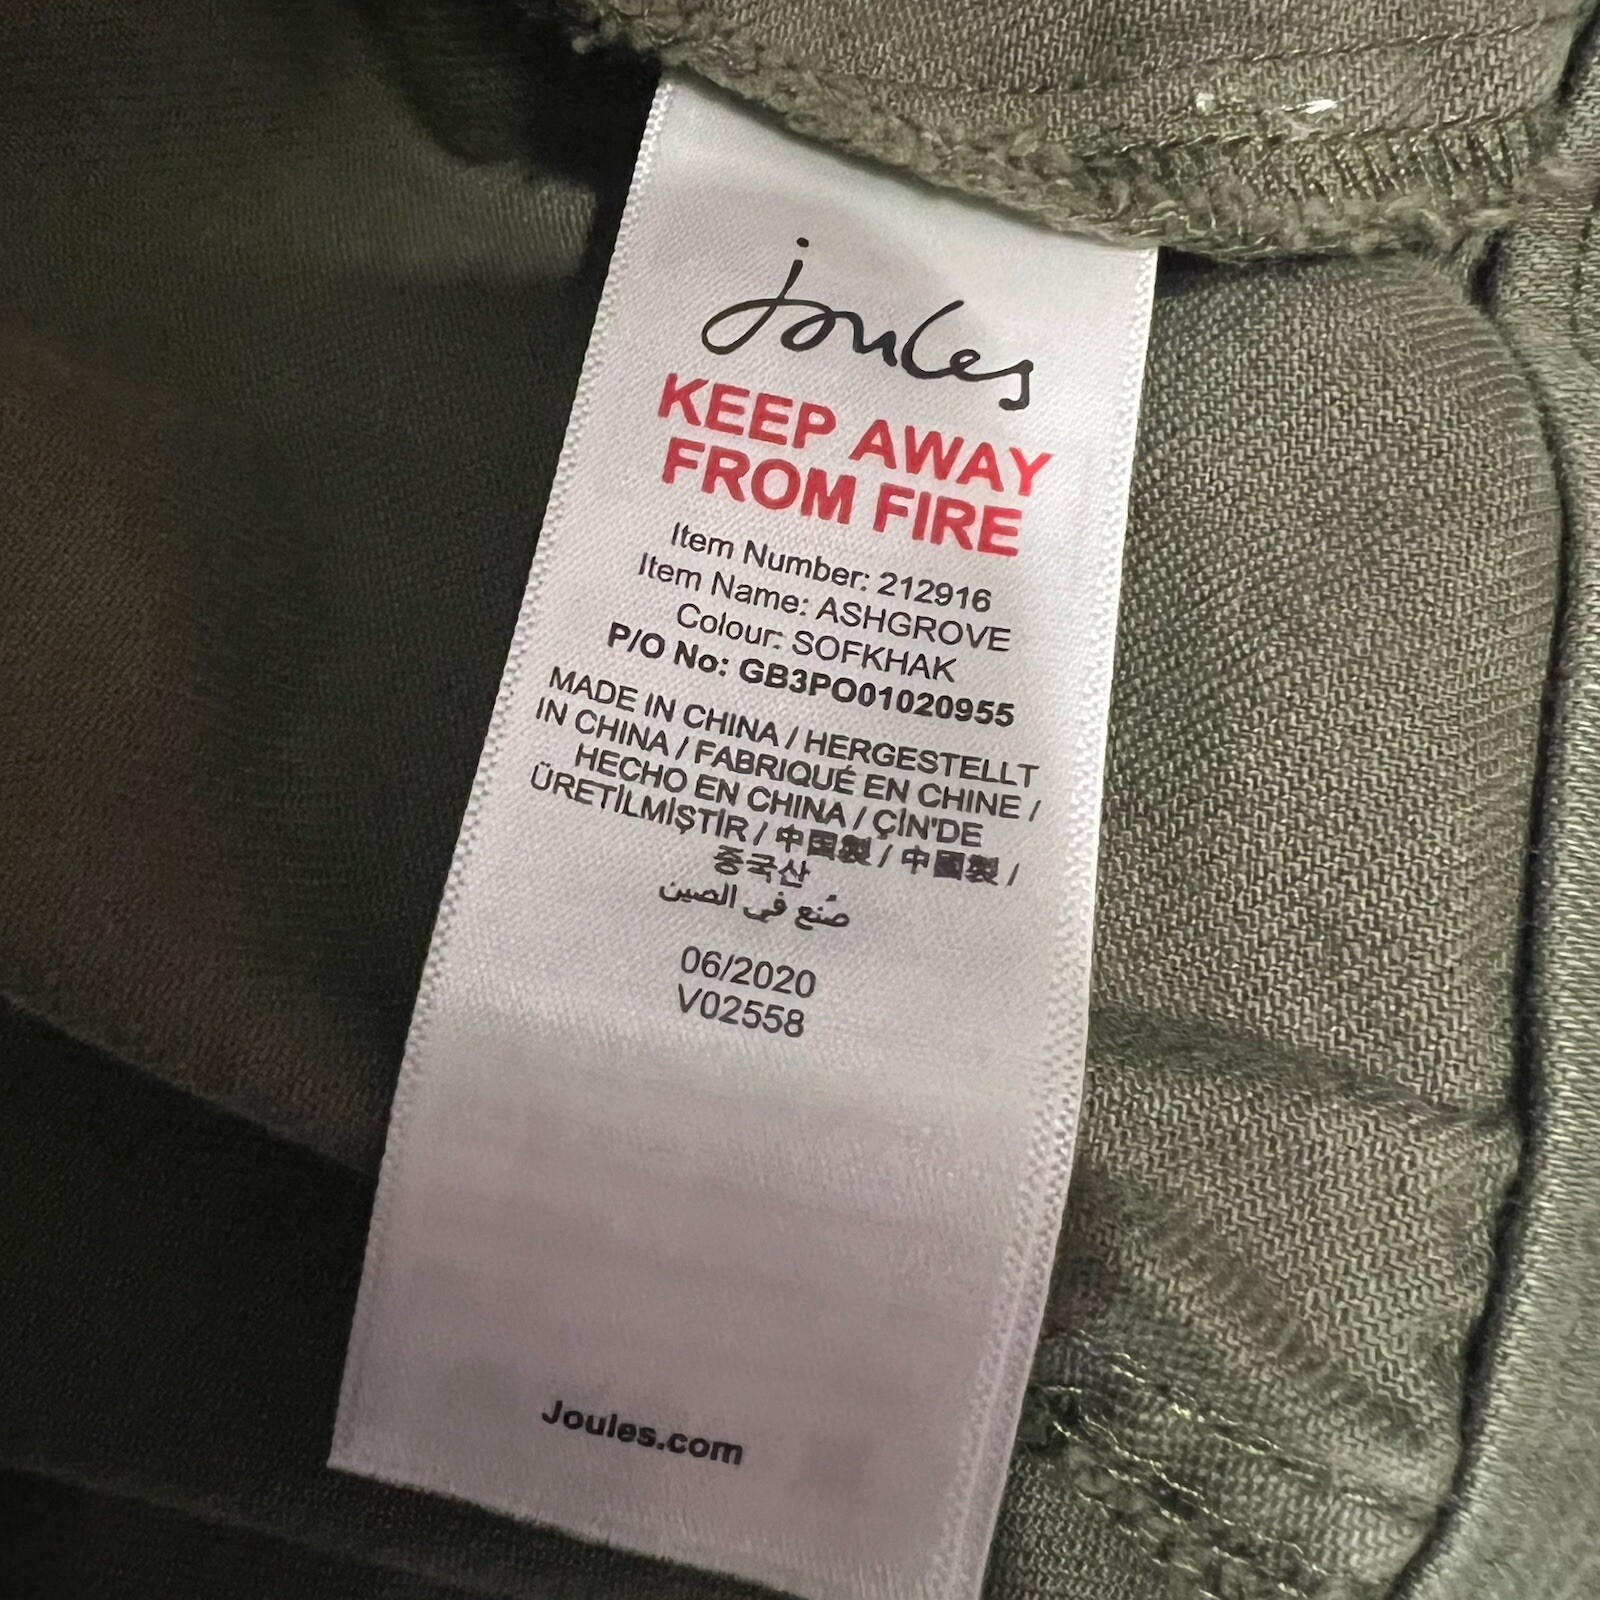 joules
KEEP AWAY
FROM FIRE
Item Number: 212916
Item Name: ASHGROVE
Colour: SOFKHAK
P/O No: GB3PO01020955
MADE IN CHINA / HERGESTELLT
IN CHINA / FABRIQUÉ EN CHINE /
HECHO EN CHINA / ÇİN'DE
ÜRETİLMİŞTİR / 中国製 / 中國製 /
중국산
صُنع في الصين
06/2020
V02558
Joules.com